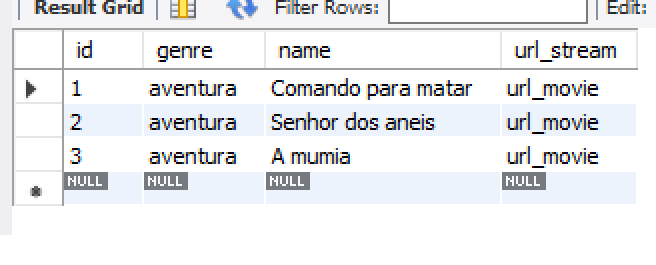 Result Grid Filter Rows: Edit:
id genre name url_stream
1 aventura Comando para matar url_movie
2 aventura Senhor dos aneis url_movie
3 aventura A mumia url_movie
NULL NULL NULL NULL